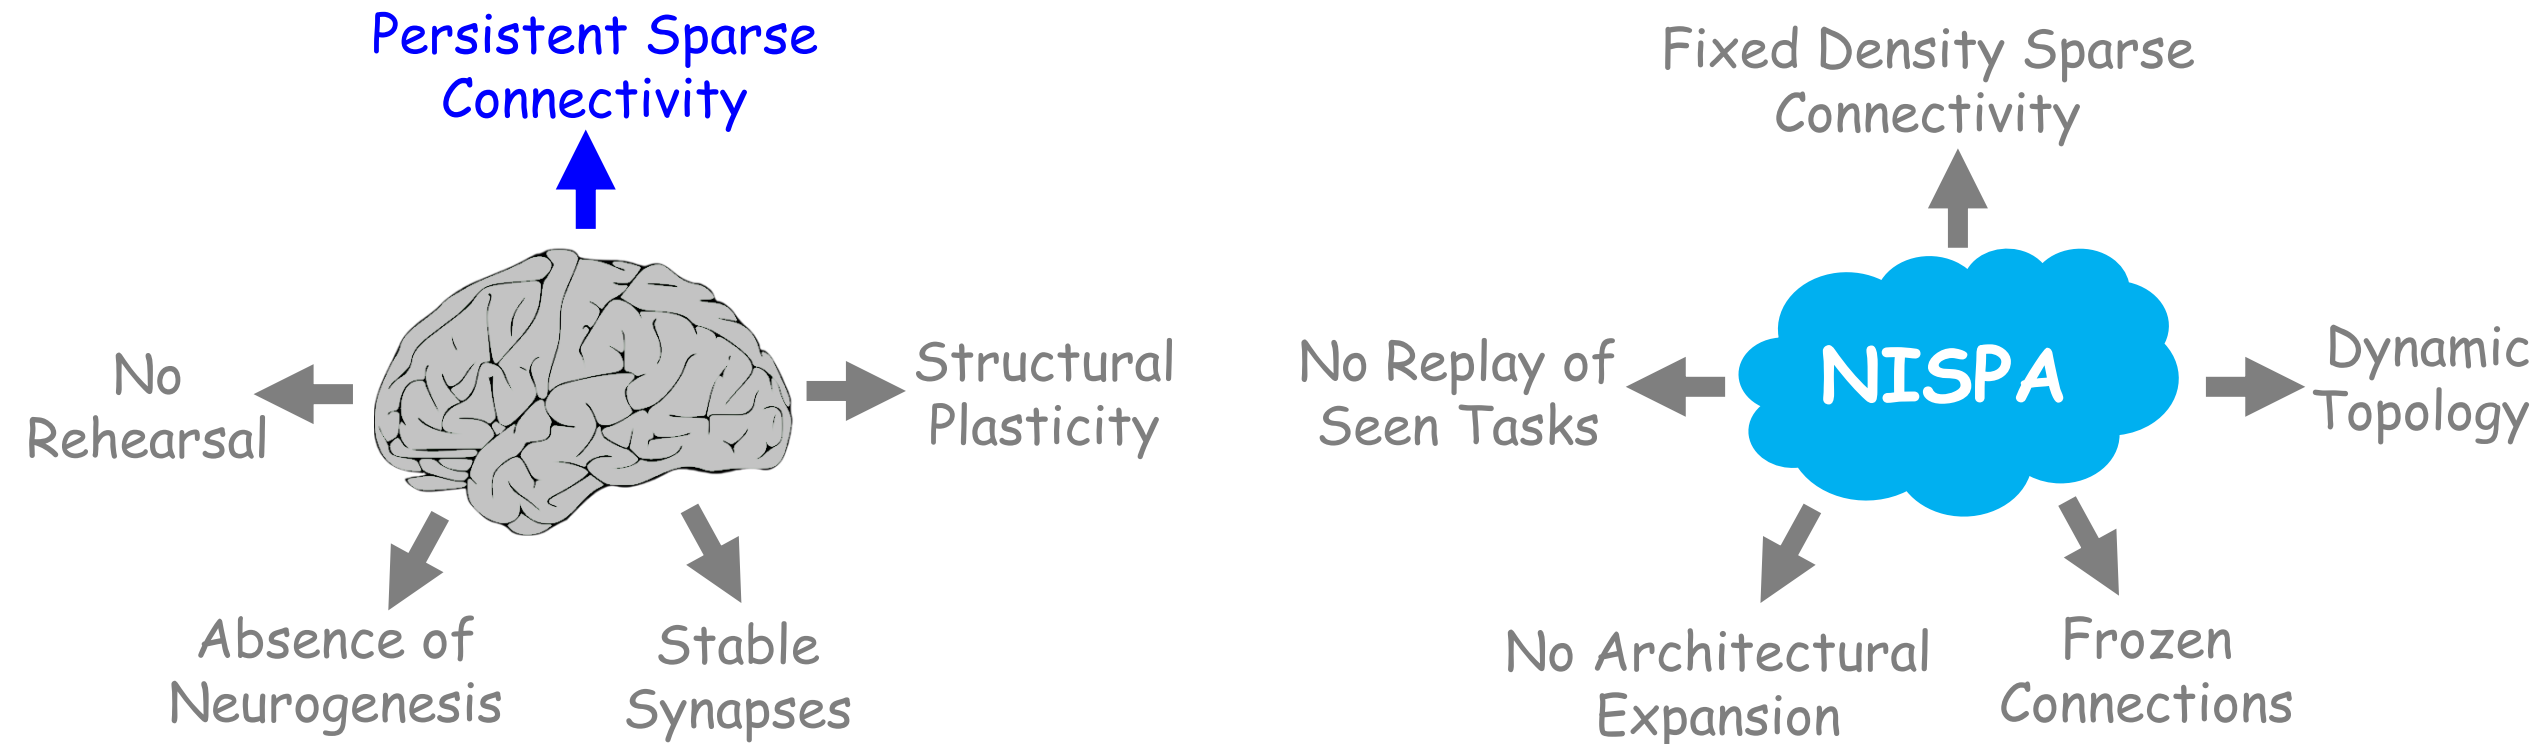 Persistent Sparse
Connectivity
No
Rehearsal
Structural
Plasticity
Absence of
Neurogenesis
Stable
Synapses
Fixed Density Sparse
Connectivity
No Replay of
Seen Tasks
NISPA
Dynamic
Topology
No Architectural
Expansion
Frozen
Connections